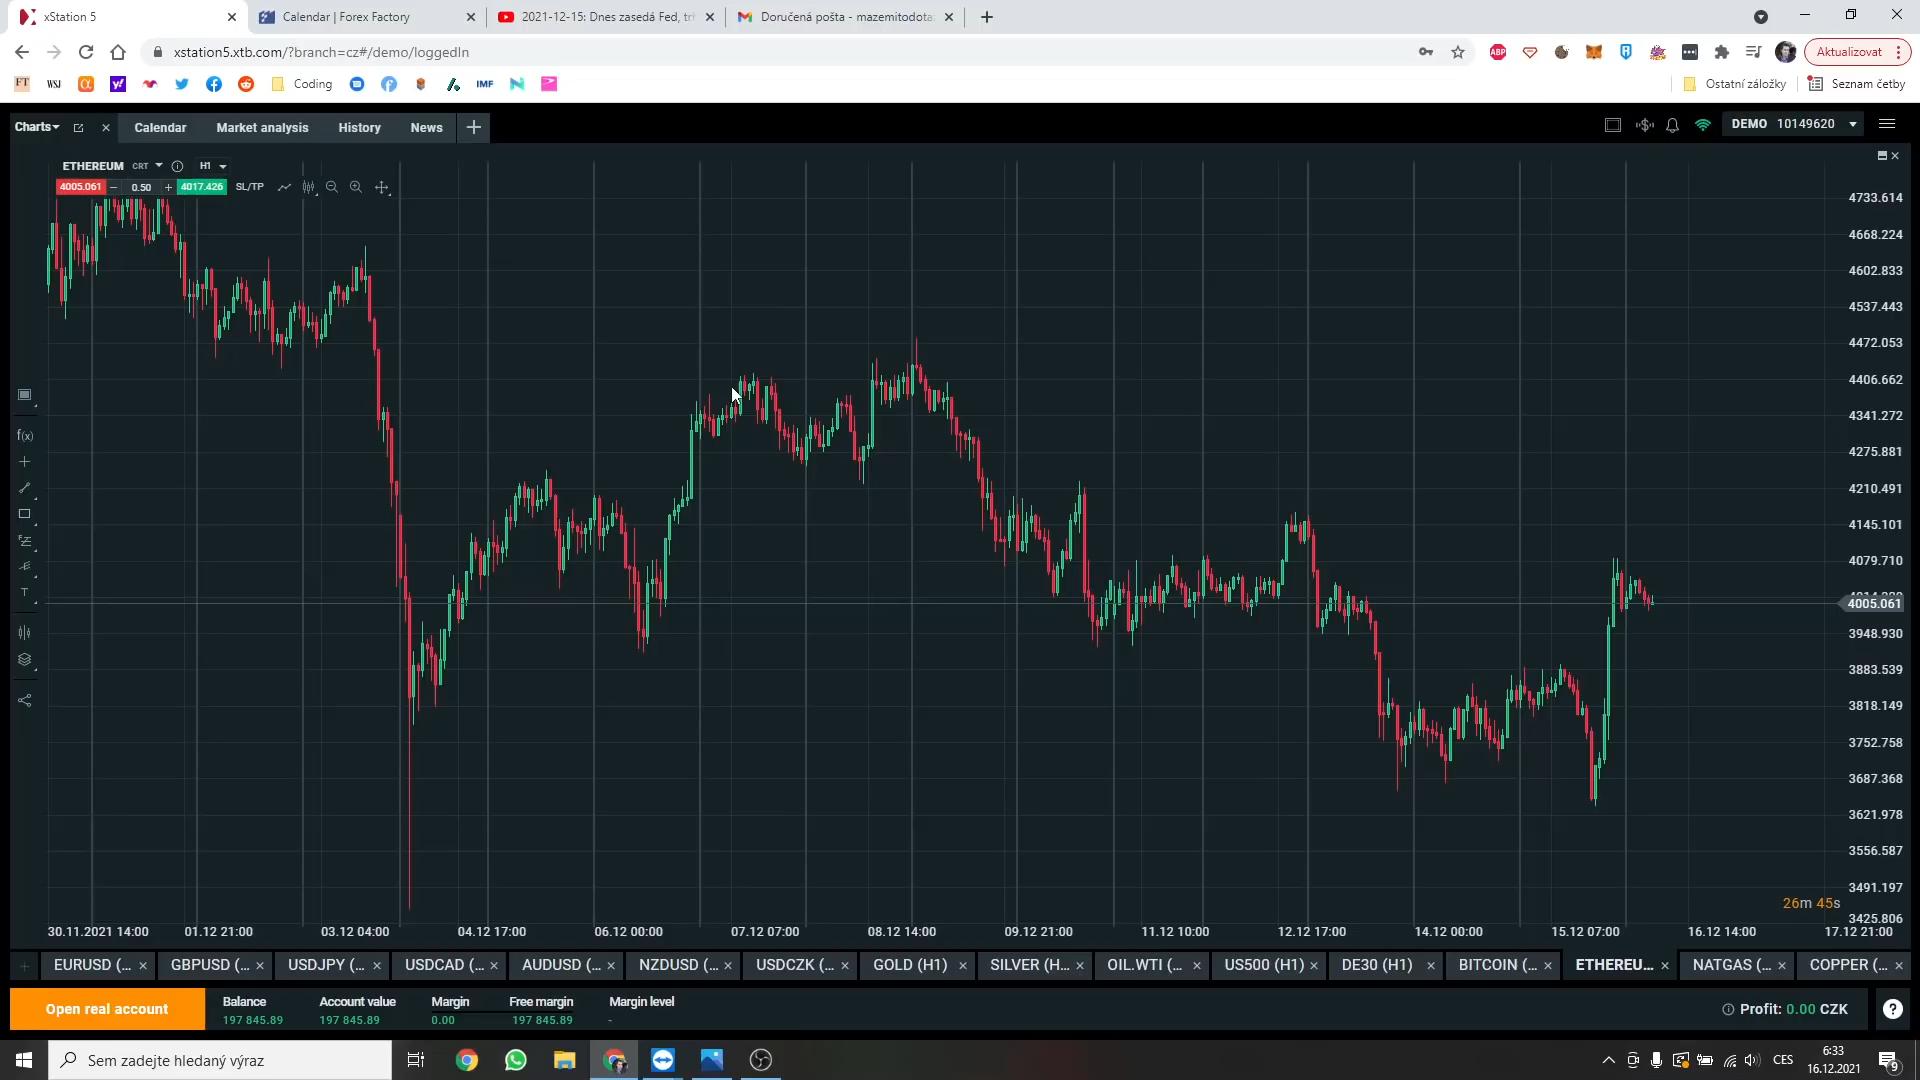 xStation 5
Calendar | Forex Factory
2021-12-15: Dnes zasedá Fed, trh
Doručená pošta - mazemitodota
xstation5.xtb.com/?branch=cz#/demo/loggedIn
ABP
Aktualizovat
FT
WSJ
Coding
IMF
Ostatní záložky
Seznam četby
Charts
Calendar
Market analysis
History
News
DEMO 10149620
ETHEREUM CRT H1
4005.061 − 0.50 + 4017.426 SL/TP
4733.614
4668.224
4602.833
4537.443
4472.053
4406.662
4341.272
4275.881
4210.491
4145.101
4079.710
4005.061
3948.930
3883.539
3818.149
3752.758
3687.368
3621.978
3556.587
3491.197
3425.806
f(x)
T
26m 45s
30.11.2021 14:00
01.12 21:00
03.12 04:00
04.12 17:00
06.12 00:00
07.12 07:00
08.12 14:00
09.12 21:00
11.12 10:00
12.12 17:00
14.12 00:00
15.12 07:00
16.12 14:00
17.12 21:00
EURUSD (...
GBPUSD (...
USDJPY (...
USDCAD (...
AUDUSD (...
NZDUSD (...
USDCZK (...
GOLD (H1)
SILVER (H...
OIL.WTI (...
US500 (H1)
DE30 (H1)
BITCOIN (...
ETHEREU...
NATGAS (...
COPPER (...
Open real account
Balance
197 845.89
Account value
197 845.89
Margin
0.00
Free margin
197 845.89
Margin level
-
Profit: 0.00 CZK
?
Sem zadejte hledaný výraz
CES
6:33
16.12.2021
9